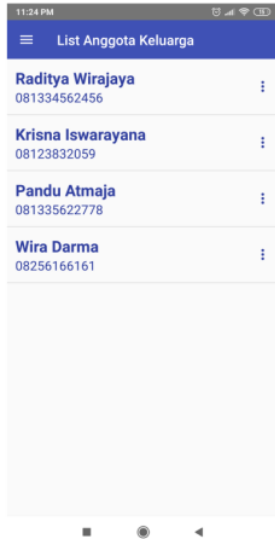 11:24 PM
List Anggota Keluarga
Raditya Wirajaya
081334562456
Krisna Iswarayana
08123832059
Pandu Atmaja
081335622778
Wira Darma
08256166161